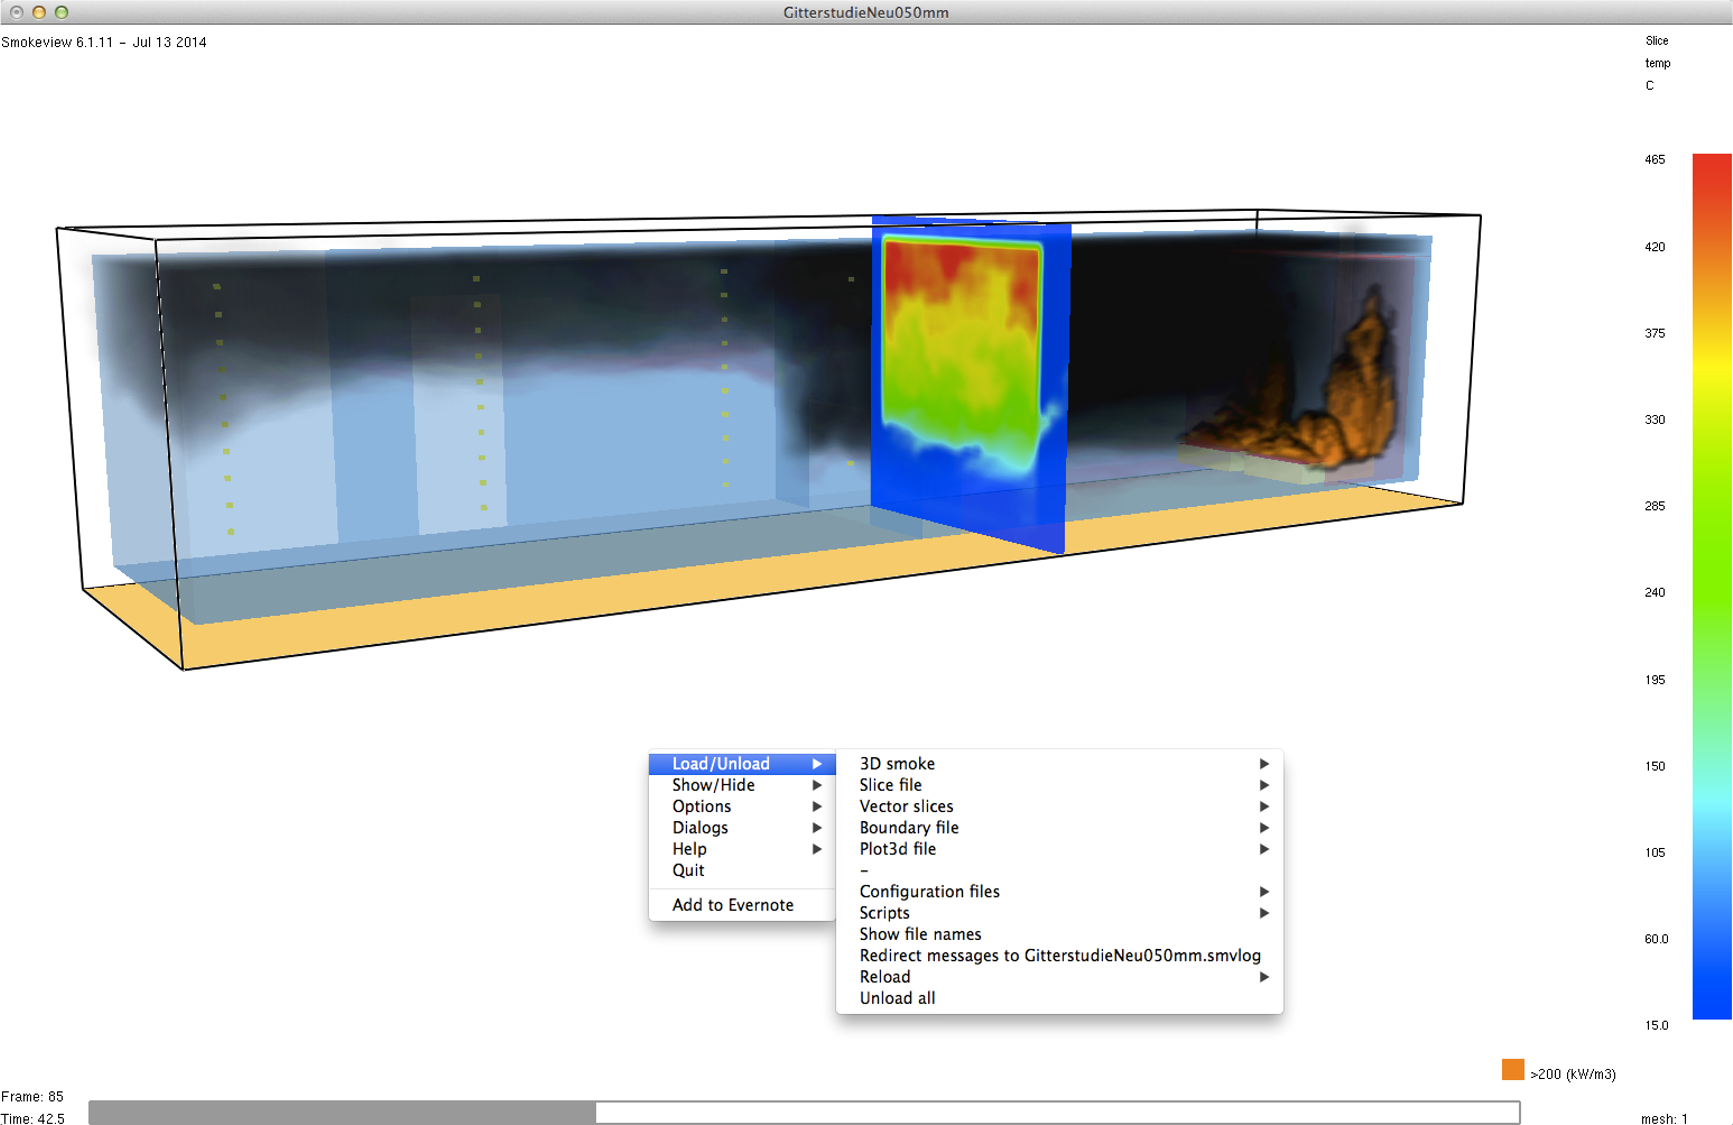 GitterstudieNeu050mm
Smokeview 6.1.11 - Jul 13 2014
Slice
temp
C
465
420
375
330
285
240
195
150
105
60.0
15.0
Load/Unload
Show/Hide
Options
Dialogs
Help
Quit
Add to Evernote
3D smoke
Slice file
Vector slices
Boundary file
Plot3d file
-
Configuration files
Scripts
Show file names
Redirect messages to GitterstudieNeu050mm.smvlog
Reload
Unload all
>200 (kW/m3)
Frame: 85
Time: 42.5
mesh: 1